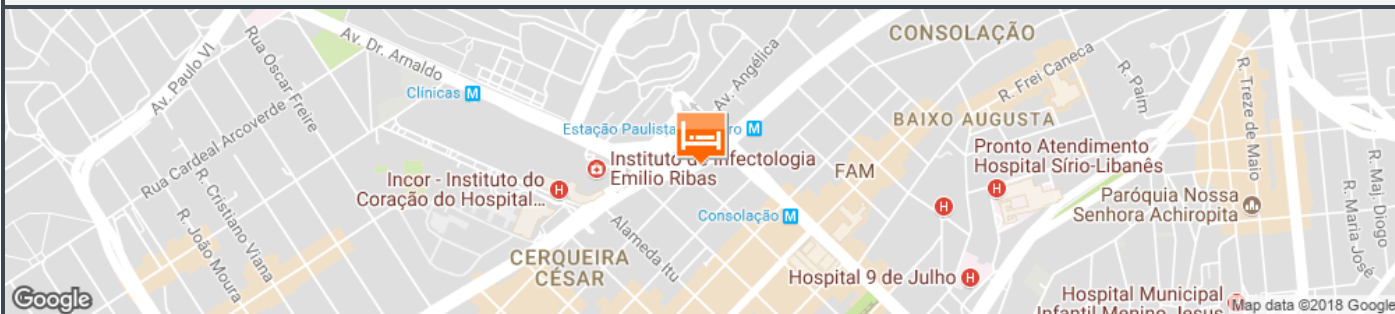 CONSOLAÇÃO
Av. Paulo VI
Rua Oscar Freire
Av. Dr. Arnaldo
Av. Angélica
R. Frei Caneca
R. Paim
R. Treze de Maio
Clínicas M
Rua Cardeal Arcoverde
Estação Paulista
ro M
BAIXO AUGUSTA
Pronto Atendimento
Hospital Sírio-Libanês
Instituto de Infectologia
Emilio Ribas
FAM
Incor - Instituto do
Coração do Hospital...
H
H
H
R. Cristiano Viana
R. João Moura
Paróquia Nossa
Senhora Achiropita
R. Maj. Diogo
R. Maria José
Consolação M
Alameda Itu
CERQUEIRA
CÉSAR
Hospital 9 de Julho H
Hospital Municipal
Infantil Menino Jesus
H
Google
Map data ©2018 Google